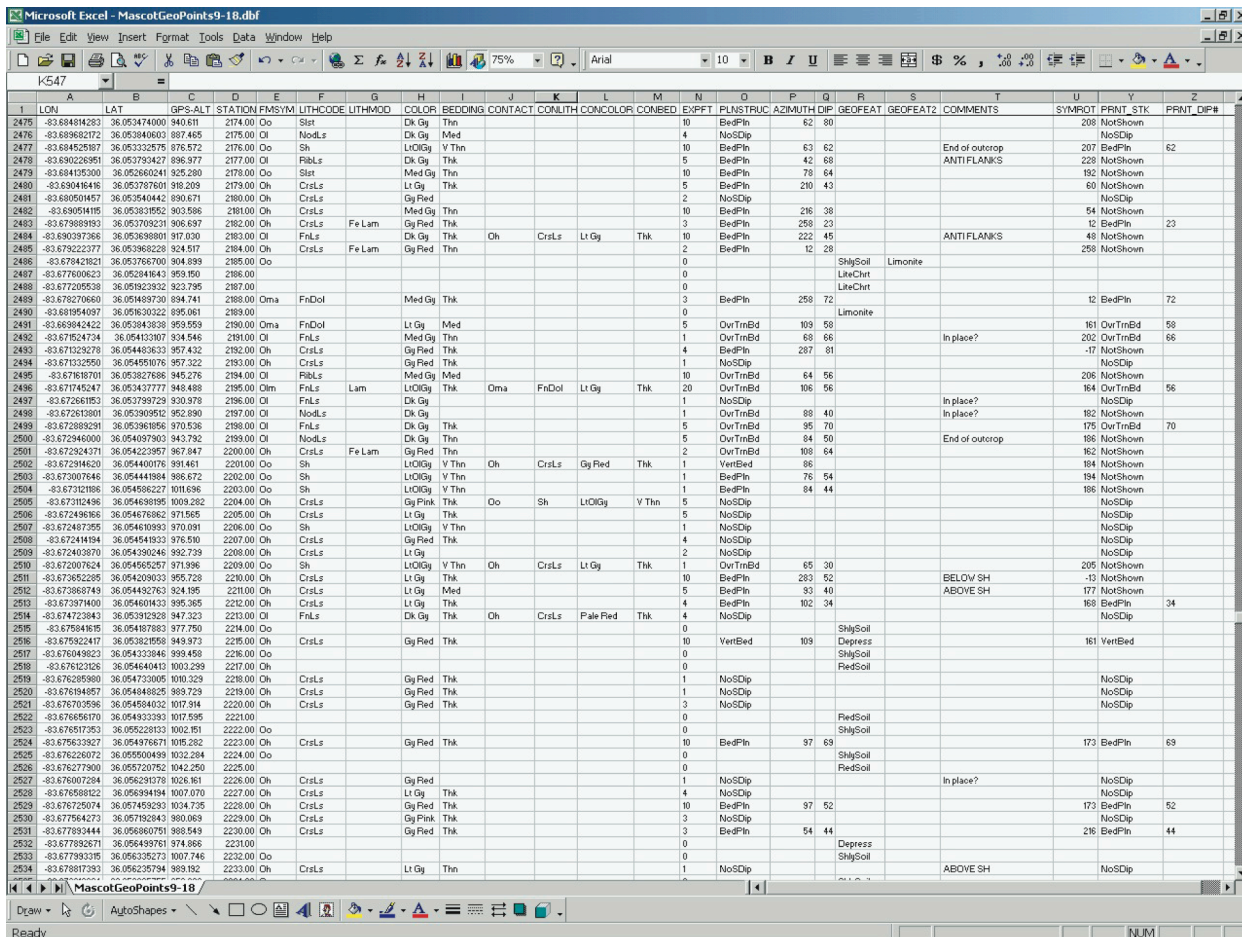 Microsoft Excel - MascotGeoPoints9-18.dbf
File Edit View Insert Format Tools Data Window Help
75% Arial 10 B I U $ % ,
K547 =
A B C D E F G H I J K L M N O P Q R S T U Y Z
1 LON LAT GPS-ALT STATION FMSYM LITHCODE LITHMOD COLOR BEDDING CONTACT CONLITH CONCOLOR CONBED EXPFT PLNSTRUC AZIMUTH DIP GEOFEAT GEOFEAT2 COMMENTS SYMROT PRNT_STK PRNT_DIP#
2475 -83.684814283 36.053474000 940.611 2174.00 Oo Slst Dk Gy Thn 10 BedPln 62 80 208 NotShown
2476 -83.689682172 36.053840603 887.465 2175.00 Ol NodLs Dk Gy Med 4 NoSDip NoSDip
2477 -83.684525187 36.053332575 876.572 2176.00 Oo Sh LtOlGy V Thn 10 BedPln 63 62 End of outcrop 207 BedPln 62
2478 -83.690226951 36.053793427 896.977 2177.00 Ol RibLs Dk Gy Thk 5 BedPln 42 68 ANTI FLANKS 228 NotShown
2479 -83.684135300 36.052660241 925.280 2178.00 Oo Slst Med Gy Thn 10 BedPln 78 64 192 NotShown
2480 -83.690416416 36.053787601 918.209 2179.00 Oh CrsLs Lt Gy Thk 5 BedPln 210 43 60 NotShown
2481 -83.680501457 36.053540442 890.671 2180.00 Oh CrsLs Gy Red 2 NoSDip NoSDip
2482 -83.690514115 36.053831552 903.586 2181.00 Oh CrsLs Med Gy Thn 10 BedPln 216 38 54 NotShown
2483 -83.679889193 36.053709231 906.697 2182.00 Oh CrsLs Fe Lam Gy Red Thk 3 BedPln 258 23 12 BedPln 23
2484 -83.690397366 36.053698801 917.030 2183.00 Ol FnLs Dk Gy Thk Oh CrsLs Lt Gy Thk 10 BedPln 222 45 ANTI FLANKS 48 NotShown
2485 -83.679222377 36.053968228 924.517 2184.00 Oh CrsLs Fe Lam Gy Red Thn 2 BedPln 12 28 258 NotShown
2486 -83.678421821 36.053766700 904.899 2185.00 Oo 0 ShlySoil Limonite
2487 -83.677600623 36.052841643 959.150 2186.00 0 LiteChrt
2488 -83.677205538 36.051923932 923.795 2187.00 0 LiteChrt
2489 -83.678270660 36.051489730 894.741 2188.00 Oma FnDol Med Gy Thk 3 BedPln 258 72 12 BedPln 72
2490 -83.681954097 36.051630322 895.061 2189.00 0 Limonite
2491 -83.669842422 36.053843838 959.559 2190.00 Oma FnDol Lt Gy Med 5 OvrTrnBd 109 58 161 OvrTrnBd 58
2492 -83.671524734 36.054133107 934.546 2191.00 Ol FnLs Med Gy Thn 1 OvrTrnBd 68 66 In place? 202 OvrTrnBd 66
2493 -83.671329278 36.054483633 957.432 2192.00 Oh CrsLs Gy Red Thk 4 BedPln 287 81 -17 NotShown
2494 -83.671332550 36.054551076 957.322 2193.00 Oh CrsLs Gy Red Thk 1 NoSDip NoSDip
2495 -83.671618701 36.053827686 945.276 2194.00 Ol RibLs Med Gy Med 10 OvrTrnBd 64 56 206 NotShown
2496 -83.671745247 36.053437777 948.488 2195.00 Olm FnLs Lam LtOlGy Thk Oma FnDol Lt Gy Thk 20 OvrTrnBd 106 56 164 OvrTrnBd 56
2497 -83.672661153 36.053799729 930.978 2196.00 Ol FnLs Dk Gy 1 NoSDip In place? NoSDip
2498 -83.672613801 36.053909512 952.890 2197.00 Ol NodLs Dk Gy 1 OvrTrnBd 88 40 In place? 182 NotShown
2499 -83.672889291 36.053961856 970.536 2198.00 Ol FnLs Dk Gy Thk 5 OvrTrnBd 95 70 175 OvrTrnBd 70
2500 -83.672946000 36.054097903 943.792 2199.00 Ol NodLs Dk Gy Thn 5 OvrTrnBd 84 50 End of outcrop 186 NotShown
2501 -83.672924371 36.054223957 967.847 2200.00 Oh CrsLs Fe Lam Gy Red Thn 2 OvrTrnBd 108 64 162 NotShown
2502 -83.672914620 36.054400176 991.461 2201.00 Oo Sh LtOlGy V Thn Oh CrsLs Gy Red Thk 1 VertBed 86 184 NotShown
2503 -83.673007646 36.054441984 986.672 2202.00 Oo Sh LtOlGy V Thn 1 BedPln 76 54 194 NotShown
2504 -83.673121186 36.054586227 1011.696 2203.00 Oo Sh LtOlGy V Thn 1 BedPln 84 44 186 NotShown
2505 -83.673112496 36.054698195 1009.282 2204.00 Oh CrsLs Gy Pink Thk Oo Sh LtOlGy V Thn 5 NoSDip NoSDip
2506 -83.672496166 36.054676862 971.565 2205.00 Oh CrsLs Lt Gy Thk 5 NoSDip NoSDip
2507 -83.672487355 36.054610993 970.091 2206.00 Oo Sh LtOlGy V Thn 1 NoSDip NoSDip
2508 -83.672414194 36.054541933 976.510 2207.00 Oh CrsLs Gy Red Thk 4 NoSDip NoSDip
2509 -83.672403870 36.054390246 992.739 2208.00 Oh CrsLs Lt Gy 2 NoSDip NoSDip
2510 -83.672007624 36.054565257 971.996 2209.00 Oo Sh LtOlGy V Thn Oh CrsLs Lt Gy Thk 1 OvrTrnBd 65 30 205 NotShown
2511 -83.673652285 36.054209033 955.728 2210.00 Oh CrsLs Lt Gy Thk 10 BedPln 283 52 BELOW SH -13 NotShown
2512 -83.673868749 36.054492763 924.195 2211.00 Oh CrsLs Lt Gy Med 5 BedPln 93 40 ABOVE SH 177 NotShown
2513 -83.673971400 36.054601433 995.365 2212.00 Oh CrsLs Lt Gy Thk 4 BedPln 102 34 168 BedPln 34
2514 -83.674723843 36.053912928 947.323 2213.00 Ol FnLs Dk Gy Thk Oh CrsLs Pale Red Thk 4 NoSDip NoSDip
2515 -83.675841615 36.054187883 977.750 2214.00 Oo 0 ShlySoil
2516 -83.675922417 36.053821558 949.973 2215.00 Oh CrsLs Gy Red Thk 10 VertBed 109 Depress 161 VertBed
2517 -83.676049823 36.054333846 999.458 2216.00 Oo 0 ShlySoil
2518 -83.676123126 36.054640413 1003.299 2217.00 Oh 0 RedSoil
2519 -83.676285980 36.054733005 1010.329 2218.00 Oh CrsLs Gy Red Thk 1 NoSDip NoSDip
2520 -83.676194857 36.054848825 989.729 2219.00 Oh CrsLs Gy Red Thk 1 NoSDip NoSDip
2521 -83.676703596 36.054584032 1017.914 2220.00 Oh CrsLs Gy Red Thk 3 NoSDip NoSDip
2522 -83.676656170 36.054933393 1017.595 2221.00 0 RedSoil
2523 -83.676517353 36.055228133 1002.151 2222.00 Oo 0 ShlySoil
2524 -83.675633927 36.054976671 1015.282 2223.00 Oh CrsLs Gy Red Thk 10 BedPln 97 69 173 BedPln 69
2525 -83.676226072 36.055500499 1032.284 2224.00 Oo 0 ShlySoil
2526 -83.676277900 36.055720752 1042.250 2225.00 0 RedSoil
2527 -83.676007284 36.056291378 1026.161 2226.00 Oh CrsLs Gy Red 1 NoSDip In place? NoSDip
2528 -83.676588122 36.056994194 1007.070 2227.00 Oh CrsLs Lt Gy Thk 4 NoSDip NoSDip
2529 -83.676725074 36.057459293 1034.735 2228.00 Oh CrsLs Gy Red Thk 10 BedPln 97 52 173 BedPln 52
2530 -83.677564273 36.057192843 980.069 2229.00 Oh CrsLs Gy Pink Thk 3 NoSDip NoSDip
2531 -83.677893444 36.056860751 988.549 2230.00 Oh CrsLs Gy Red Thk 3 BedPln 54 44 216 BedPln 44
2532 -83.677892671 36.056499761 974.866 2231.00 0 Depress
2533 -83.677993315 36.056335273 1007.746 2232.00 Oo 0 ShlySoil
2534 -83.678817393 36.056235794 989.192 2233.00 Oh CrsLs Lt Gy Thn 1 NoSDip ABOVE SH NoSDip
MascotGeoPoints9-18
Draw AutoShapes
Ready NUM